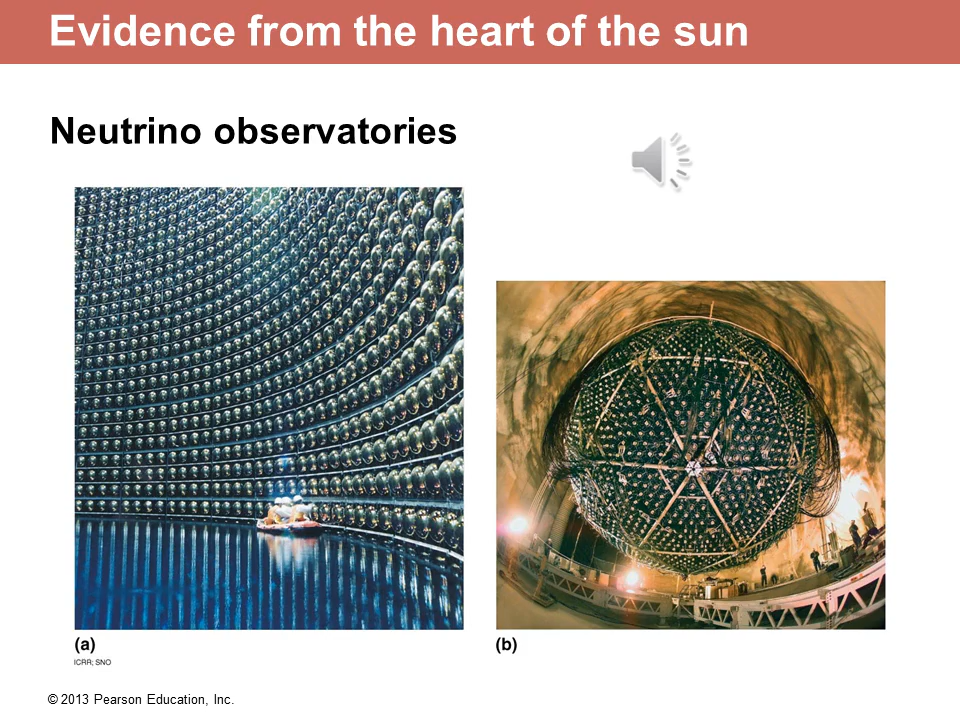 Evidence from the heart of the sun
Neutrino observatories
(a)
(b)
ICRR; SNO
© 2013 Pearson Education, Inc.